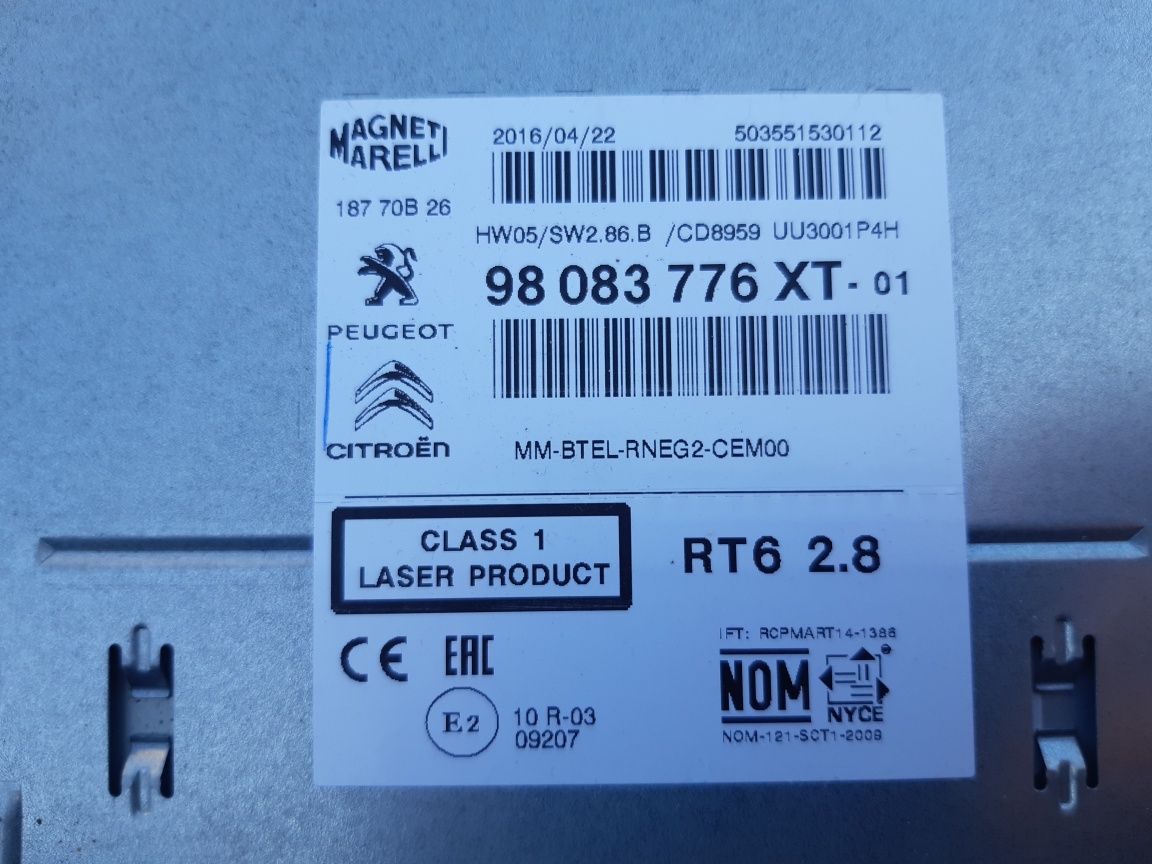 MAGNETI
MARELLI
2016/04/22 503551530112
187 70B 26
HW05/SW2.86.B /CD8959 UU3001P4H
98 083 776 XT- 01
PEUGEOT
CITROËN
MM-BTEL-RNEG2-CEM00
CLASS 1
LASER PRODUCT
RT6 2.8
IFT: RCPMART14-1386
CE EAC
NOM
NYCE
E2
10 R-03
09207
NOM-121-SCT1-2009